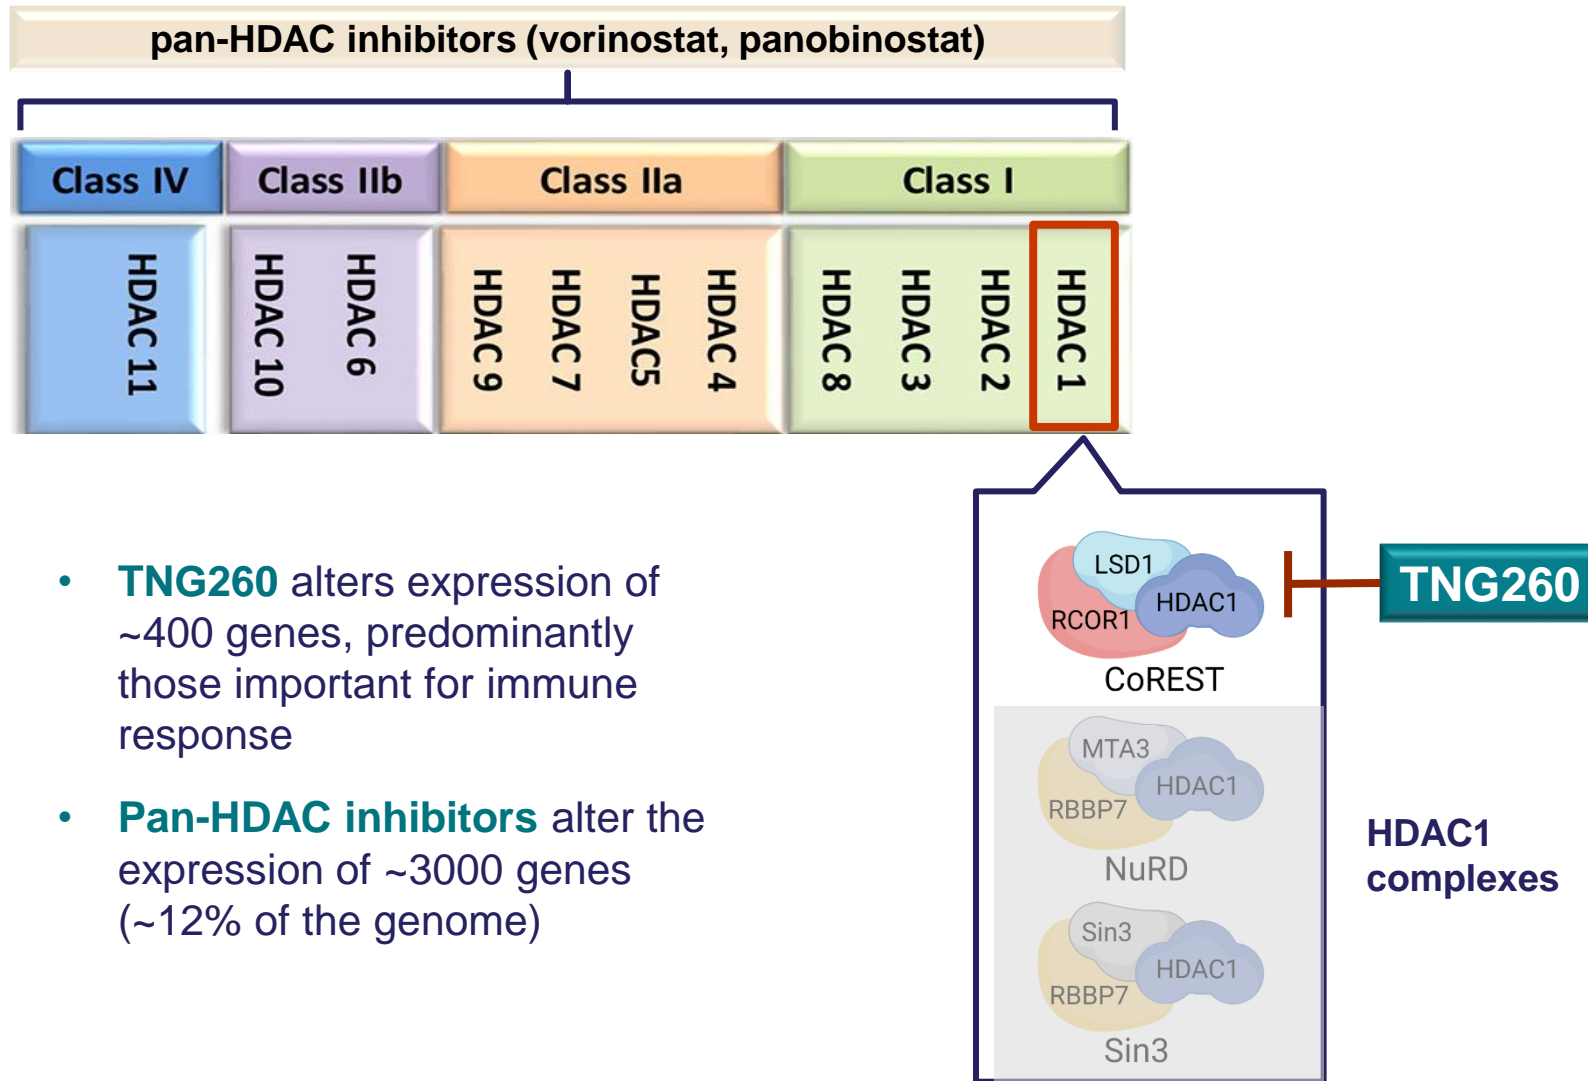 pan-HDAC inhibitors (vorinostat, panobinostat)
Class IV
Class IIb
Class IIa
Class I
HDAC 11
HDAC 10
HDAC 6
HDAC 9
HDAC 7
HDAC5
HDAC 4
HDAC 8
HDAC 3
HDAC 2
HDAC 1
• TNG260 alters expression of
~400 genes, predominantly
those important for immune
response
• Pan-HDAC inhibitors alter the
expression of ~3000 genes
(~12% of the genome)
LSD1
HDAC1
RCOR1
CoREST
TNG260
MTA3
HDAC1
RBBP7
NuRD
Sin3
HDAC1
RBBP7
Sin3
HDAC1
complexes